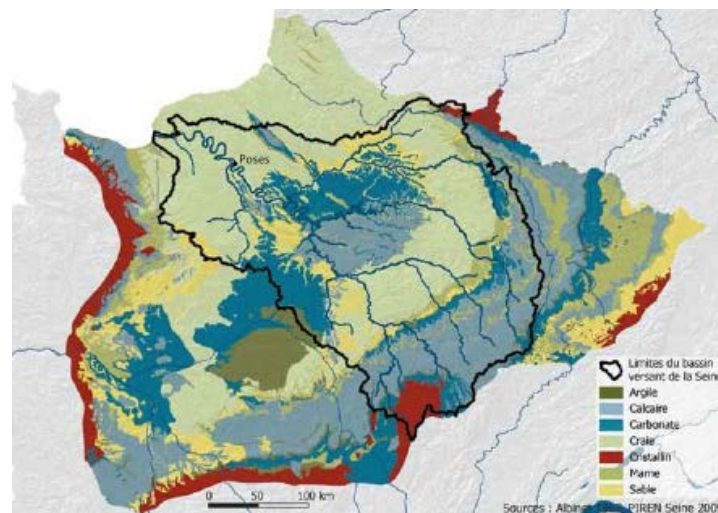 Poses
Limites du bassin
versant de la Seine
Argile
Calcaire
Carbonate
Craie
Cristallin
Marne
Sable
0 50 100 km
Sources : PIREN Seine